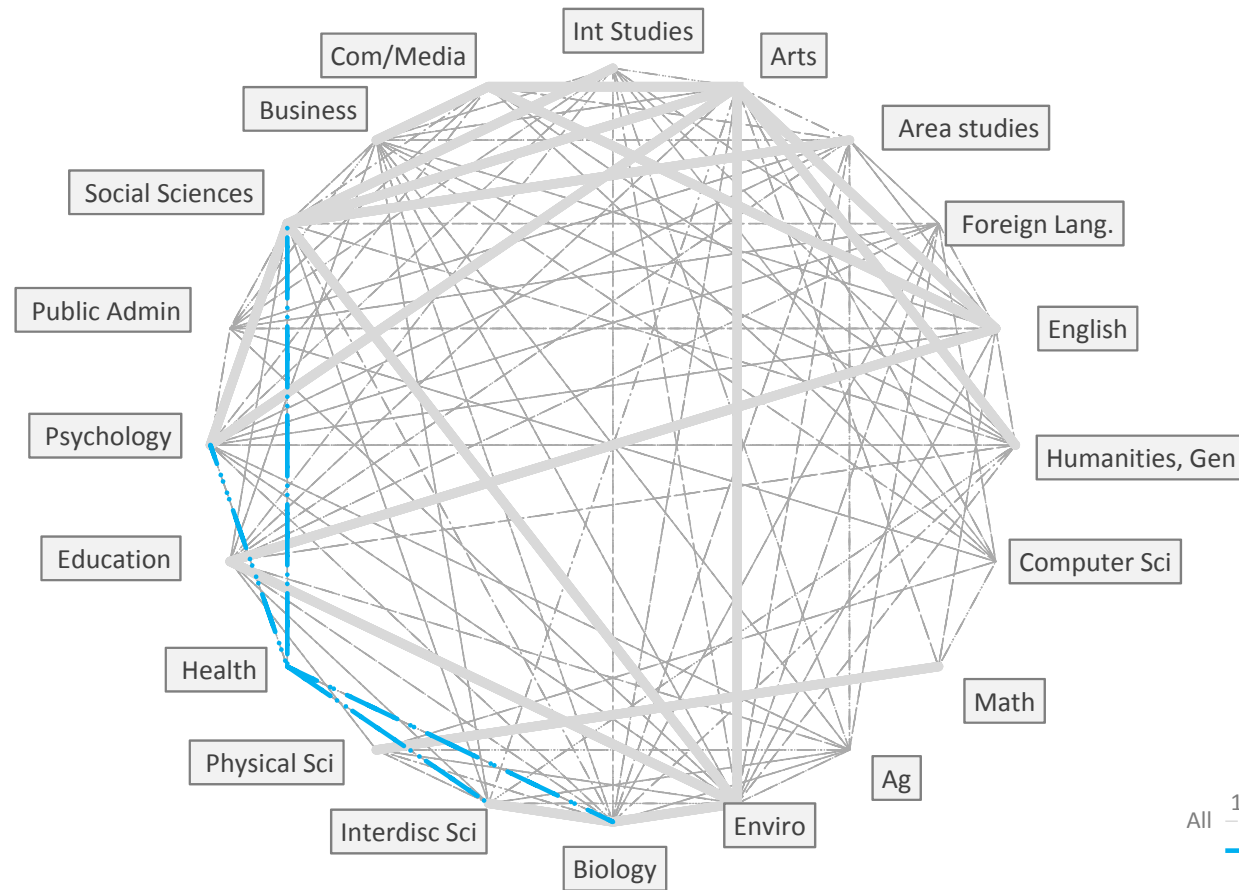 Int Studies
Com/Media
Arts
Business
Area studies
Social Sciences
Foreign Lang.
Public Admin
English
Psychology
Humanities, Gen
Education
Computer Sci
Health
Math
Physical Sci
Ag
Interdisc Sci
Enviro
Biology
1
All